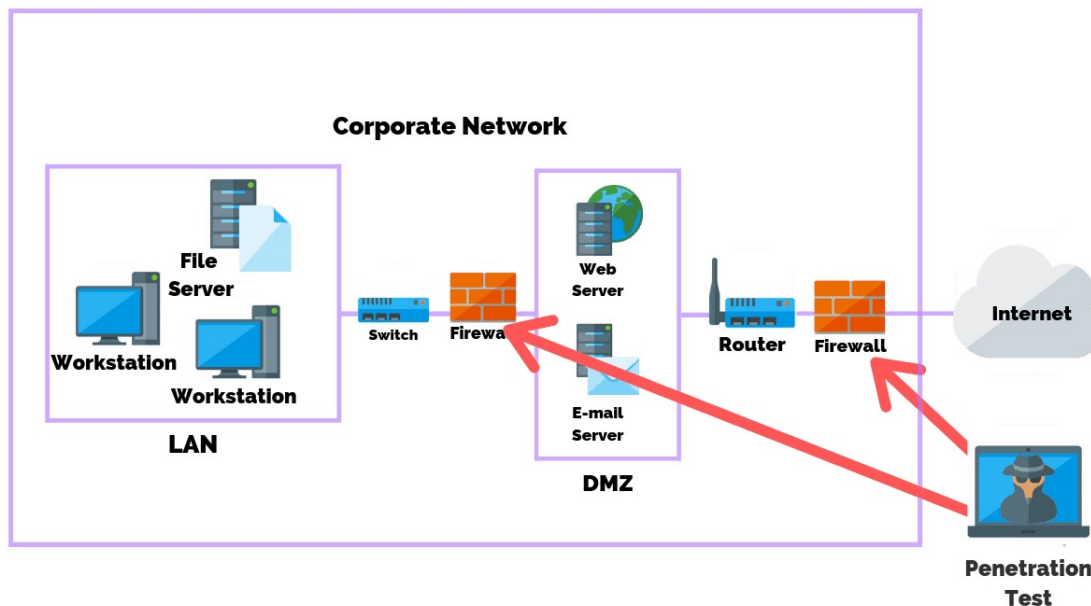 Corporate Network
File
Server
Workstation
Workstation
LAN
Switch
Firewa
Web
Server
E-mail
Server
DMZ
Router
Firewall
Internet
Penetration
Test